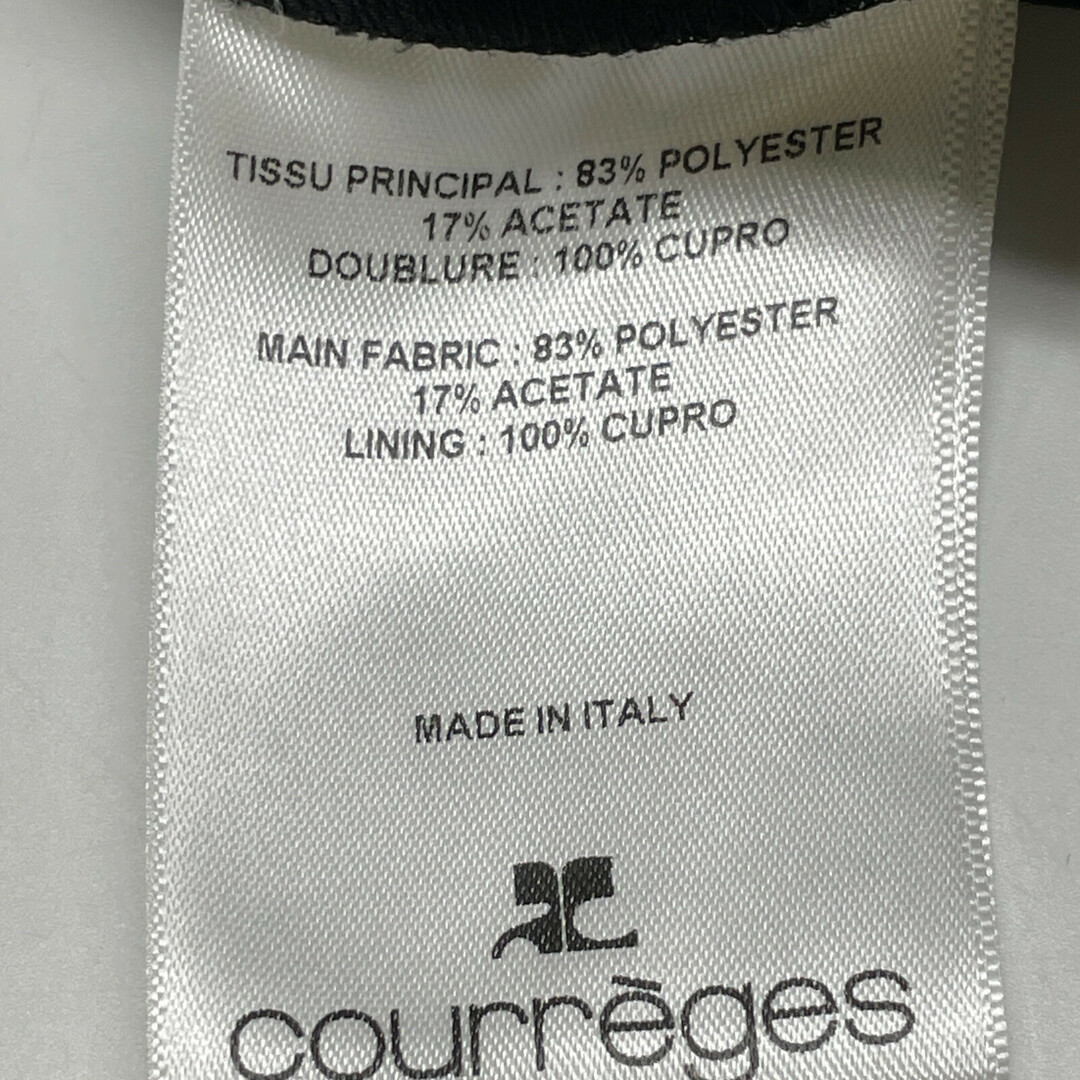 TISSU PRINCIPAL : 83% POLYESTER
17% ACETATE
DOUBLURE : 100% CUPRO
MAIN FABRIC : 83% POLYESTER
17% ACETATE
LINING : 100% CUPRO
MADE IN ITALY
courrèges